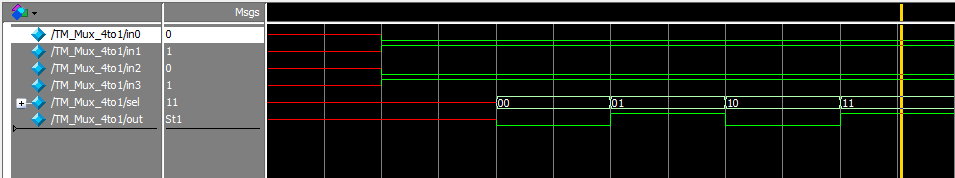 Msgs
/TM_Mux_4to1/in0 0
/TM_Mux_4to1/in1 1
/TM_Mux_4to1/in2 0
/TM_Mux_4to1/in3 1
/TM_Mux_4to1/sel 11 00 01 10 11
/TM_Mux_4to1/out St1